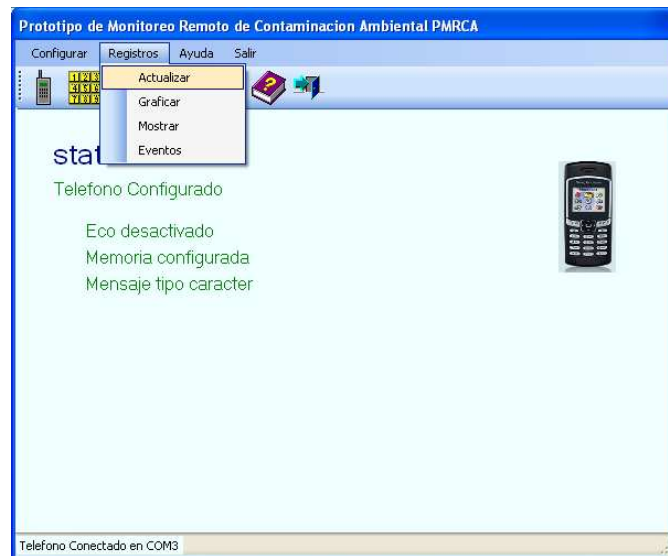 Prototipo de Monitoreo Remoto de Contaminacion Ambiental PMRCA
Configurar Registros Ayuda Salir
Actualizar
Graficar
Mostrar
Eventos
stat
Telefono Configurado
Eco desactivado
Memoria configurada
Mensaje tipo caracter
Telefono Conectado en COM3